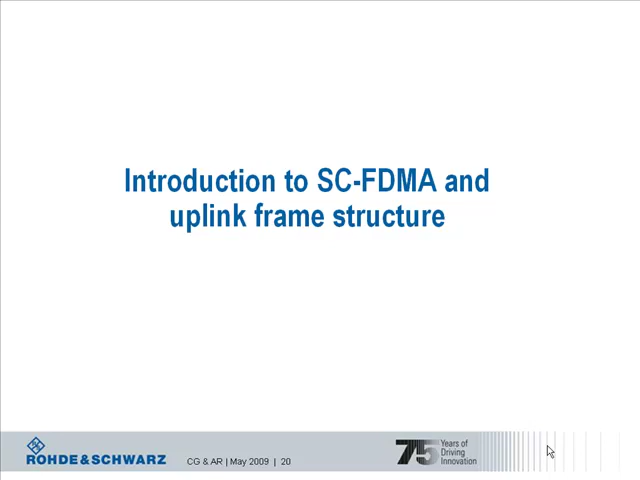 Introduction to SC-FDMA and
uplink frame structure
ROHDE&SCHWARZ
CG & AR | May 2009 | 20
75 Years of
Driving
Innovation